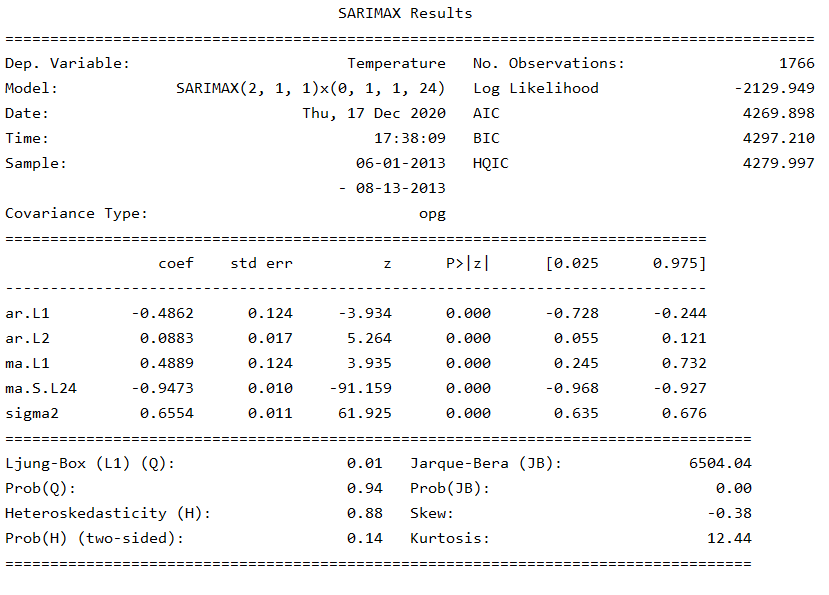 SARIMAX Results
==========================================================================================
Dep. Variable:                        Temperature   No. Observations:                 1766
Model:             SARIMAX(2, 1, 1)x(0, 1, 1, 24)   Log Likelihood               -2129.949
Date:                            Thu, 17 Dec 2020   AIC                           4269.898
Time:                                    17:38:09   BIC                           4297.210
Sample:                                06-01-2013   HQIC                          4279.997
                                     - 08-13-2013
Covariance Type:                              opg
==============================================================================
                 coef    std err          z      P>|z|      [0.025      0.975]
------------------------------------------------------------------------------
ar.L1         -0.4862      0.124     -3.934      0.000      -0.728      -0.244
ar.L2          0.0883      0.017      5.264      0.000       0.055       0.121
ma.L1          0.4889      0.124      3.935      0.000       0.245       0.732
ma.S.L24      -0.9473      0.010    -91.159      0.000      -0.968      -0.927
sigma2         0.6554      0.011     61.925      0.000       0.635       0.676
===================================================================================
Ljung-Box (L1) (Q):                   0.01   Jarque-Bera (JB):              6504.04
Prob(Q):                              0.94   Prob(JB):                         0.00
Heteroskedasticity (H):               0.88   Skew:                            -0.38
Prob(H) (two-sided):                  0.14   Kurtosis:                        12.44
===================================================================================